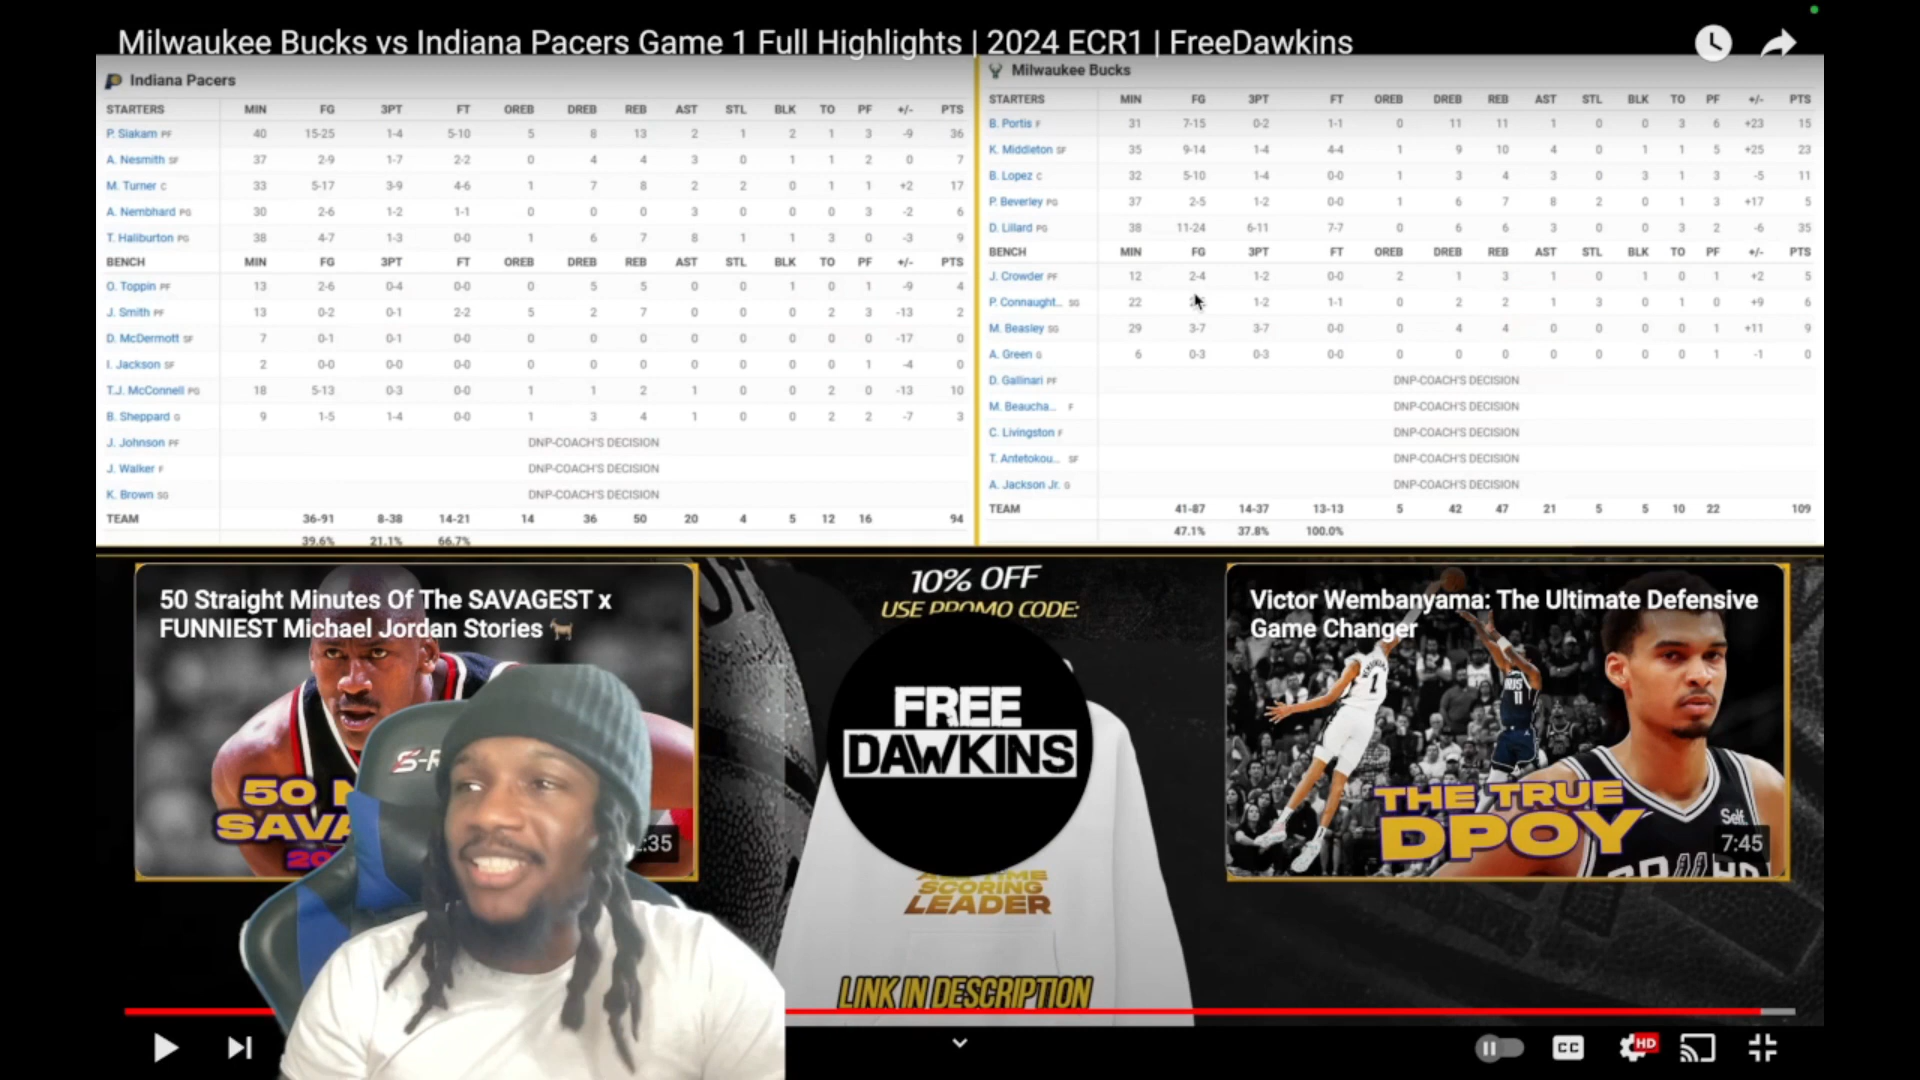 Milwaukee Bucks vs Indiana Pacers Game 1 Full Highlights | 2024 ECR1 | FreeDawkins
Indiana Pacers
STARTERS MIN FG 3PT FT OREB DREB REB AST STL BLK TO PF +/- PTS
P. Siakam PF 40 15-25 1-4 5-10 5 8 13 2 1 2 1 3 -9 36
A. Nesmith SF 37 2-9 1-7 2-2 0 4 4 3 0 1 1 2 0 7
M. Turner C 33 5-17 3-9 4-6 1 7 8 2 2 0 1 1 +2 17
A. Nembhard PG 30 2-6 1-2 1-1 0 0 0 3 0 0 0 3 -2 6
T. Haliburton PG 38 4-7 1-3 0-0 1 6 7 8 1 1 3 0 -3 9
BENCH MIN FG 3PT FT OREB DREB REB AST STL BLK TO PF +/- PTS
O. Toppin PF 13 2-6 0-4 0-0 0 5 5 0 0 1 0 1 -9 4
J. Smith PF 13 0-2 0-1 2-2 5 2 7 0 0 0 2 3 -13 2
D. McDermott SF 7 0-1 0-1 0-0 0 0 0 0 0 0 0 0 -17 0
I. Jackson SF 2 0-0 0-0 0-0 0 0 0 0 0 0 0 1 -4 0
T.J. McConnell PG 18 5-13 0-3 0-0 1 1 2 1 0 0 2 0 -13 10
B. Sheppard G 9 1-5 1-4 0-0 1 3 4 1 0 0 2 2 -7 3
J. Johnson PF DNP-COACH'S DECISION
J. Walker F DNP-COACH'S DECISION
K. Brown SG DNP-COACH'S DECISION
TEAM 36-91 8-38 14-21 14 36 50 20 4 5 12 16 94
39.6% 21.1% 66.7%
Milwaukee Bucks
STARTERS MIN FG 3PT FT OREB DREB REB AST STL BLK TO PF +/- PTS
B. Portis F 31 7-15 0-2 1-1 0 11 11 1 0 0 3 6 +23 15
K. Middleton SF 35 9-14 1-4 4-4 1 9 10 4 0 1 1 5 +25 23
B. Lopez C 32 5-10 1-4 0-0 1 3 4 3 0 3 1 3 -5 11
P. Beverley PG 37 2-5 1-2 0-0 1 6 7 8 2 0 1 3 +17 5
D. Lillard PG 38 11-24 6-11 7-7 0 6 6 3 0 0 3 2 -6 35
BENCH MIN FG 3PT FT OREB DREB REB AST STL BLK TO PF +/- PTS
J. Crowder PF 12 2-4 1-2 0-0 2 1 3 1 0 1 0 1 +2 5
P. Connaught... SG 22 1-2 1-1 0 2 2 1 3 0 1 0 +9 6
M. Beasley SG 29 3-7 3-7 0-0 0 4 4 0 0 0 0 1 +11 9
A. Green G 6 0-3 0-3 0-0 0 0 0 0 0 0 0 1 -1 0
D. Gallinari PF DNP-COACH'S DECISION
M. Beaucha... F DNP-COACH'S DECISION
C. Livingston F DNP-COACH'S DECISION
T. Antetokou... SF DNP-COACH'S DECISION
A. Jackson Jr. G DNP-COACH'S DECISION
TEAM 41-87 14-37 13-13 5 42 47 21 5 5 10 22 109
47.1% 37.8% 100.0%
50 Straight Minutes Of The SAVAGEST x
FUNNIEST Michael Jordan Stories
50
SAVA
20
:35
S-R
10% OFF
USE PROMO CODE:
FREE
DAWKINS
ALL TIME
SCORING
LEADER
LINK IN DESCRIPTION
Victor Wembanyama: The Ultimate Defensive
Game Changer
1
11
Self.
THE TRUE
DPOY
7:45
CC
HD